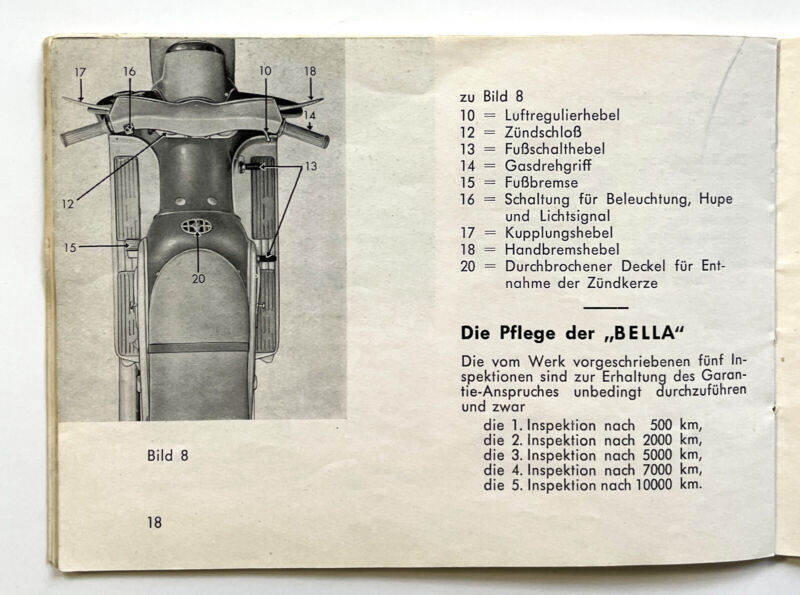 17
16
10
18
14
13
12
15
20
Bild 8
18
zu Bild 8
10 = Luftregulierhebel
12 = Zündschloß
13 = Fußschalthebel
14 = Gasdrehgriff
15 = Fußbremse
16 = Schaltung für Beleuchtung, Hupe
und Lichtsignal
17 = Kupplungshebel
18 = Handbremshebel
20 = Durchbrochener Deckel für Ent-
nahme der Zündkerze
Die Pflege der „BELLA"
Die vom Werk vorgeschriebenen fünf In-
spektionen sind zur Erhaltung des Garan-
tie-Anspruches unbedingt durchzuführen
und zwar
die 1. Inspektion nach 500 km,
die 2. Inspektion nach 2000 km,
die 3. Inspektion nach 5000 km,
die 4. Inspektion nach 7000 km,
die 5. Inspektion nach 10000 km.